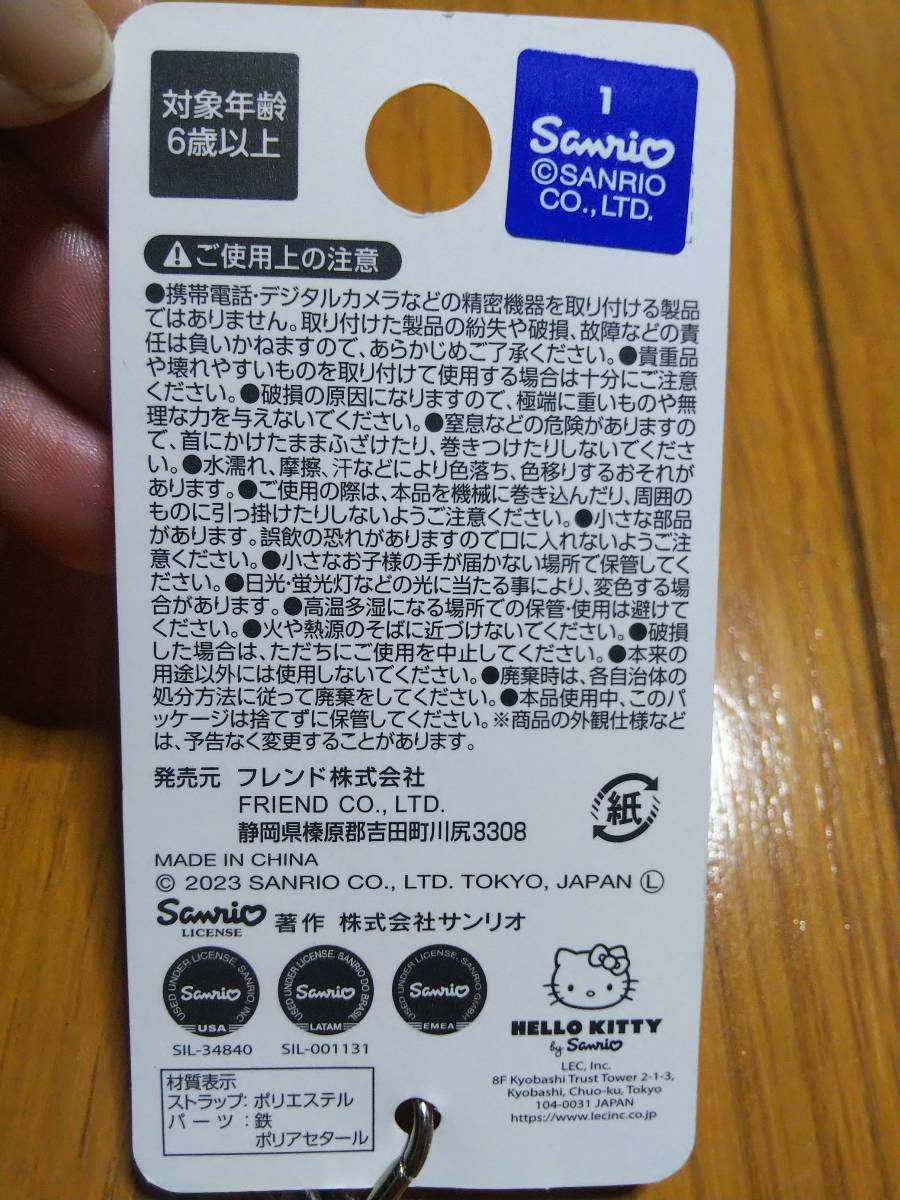 対象年齢
6歳以上
1
Sanrio
©SANRIO
CO.,LTD.
ご使用上の注意
●携帯電話・デジタルカメラなどの精密機器を取り付ける製品
ではありません。取り付けた製品の紛失や破損、故障などの責
任は負いかねますので、あらかじめご了承ください。●貴重品
や壊れやすいものを取り付けて使用する場合は十分にご注意
ください。●破損の原因になりますので、極端に重いものや無
理な力を与えないでください。●窒息などの危険がありますの
で、首にかけたままふざけたり、巻きつけたりしないでくださ
い。●水濡れ、摩擦、汗などにより色落ち、色移りするおそれが
あります。●ご使用の際は、本品を機械に巻き込んだり、周囲の
ものに引っ掛けたりしないようご注意ください。●小さな部品
があります。誤飲の恐れがありますので口に入れないようご注
意ください。●小さなお子様の手が届かない場所で保管してく
ださい。●日光・蛍光灯などの光に当たる事により、変色する場
合があります。●高温多湿になる場所での保管・使用は避けて
ください。●火や熱源のそばに近づけないでください。●破損
した場合は、ただちにご使用を中止してください。●本来の
用途以外には使用しないでください。●廃棄時は、各自治体の
処分方法に従って廃棄をしてください。●本品使用中、このパ
ッケージは捨てずに保管してください。※商品の外観仕様など
は、予告なく変更することがあります。
発売元 フレンド株式会社
FRIEND CO., LTD.
静岡県榛原郡吉田町川尻3308
紙
MADE IN CHINA
© 2023 SANRIO CO., LTD. TOKYO, JAPAN Ⓛ
Sanrio
LICENSE
著作 株式会社サンリオ
USED UNDER LICENSE, SANRIO, INC.
Sanrio
USA
SIL-34840
USED UNDER LICENSE, SANRIO DO BRASIL
Sanrio
LATAM
SIL-001131
USED UNDER LICENSE, SANRIO GMBH
Sanrio
EMEA
HELLO KITTY
by Sanrio
LEC, Inc.
8F Kyobashi Trust Tower 2-1-3,
Kyobashi, Chuo-ku, Tokyo
104-0031 JAPAN
https://www.lecinc.co.jp
材質表示
ストラップ: ポリエステル
パーツ : 鉄
ポリアセタール